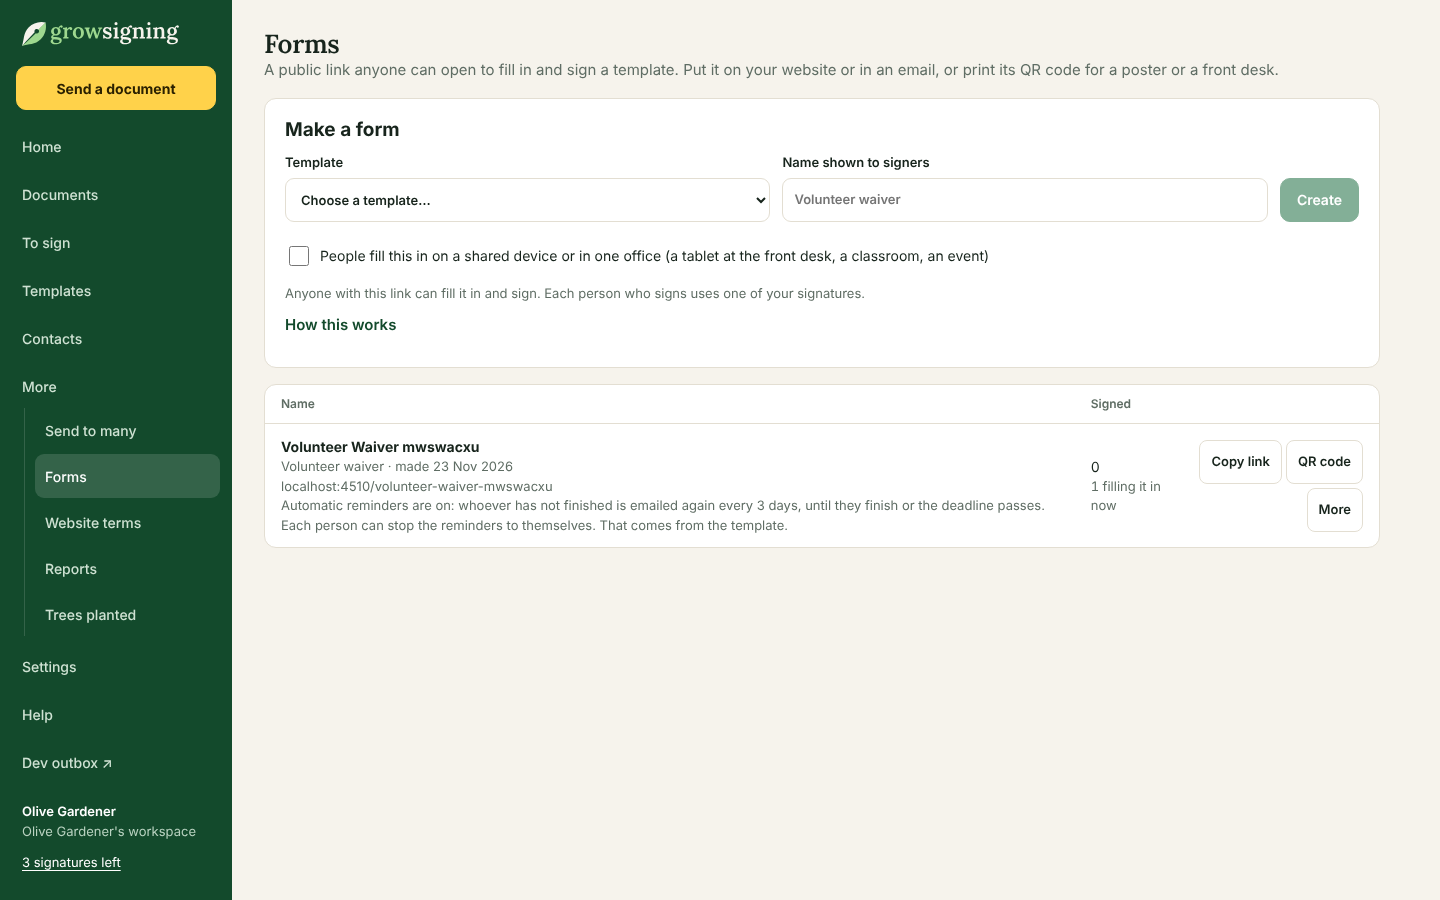 growsigning
Send a document
Home
Documents
To sign
Templates
Contacts
More
Send to many
Forms
Website terms
Reports
Trees planted
Settings
Help
Dev outbox ↗
Olive Gardener
Olive Gardener's workspace
3 signatures left
Forms
A public link anyone can open to fill in and sign a template. Put it on your website or in an email, or print its QR code for a poster or a front desk.
Make a form
Template
Name shown to signers
Choose a template...
Volunteer waiver
Create
People fill this in on a shared device or in one office (a tablet at the front desk, a classroom, an event)
Anyone with this link can fill it in and sign. Each person who signs uses one of your signatures.
How this works
Name
Signed
Volunteer Waiver mwswacxu
Volunteer waiver · made 23 Nov 2026
localhost:4510/volunteer-waiver-mwswacxu
Automatic reminders are on: whoever has not finished is emailed again every 3 days, until they finish or the deadline passes.
Each person can stop the reminders to themselves. That comes from the template.
0
1 filling it in
now
Copy link
QR code
More